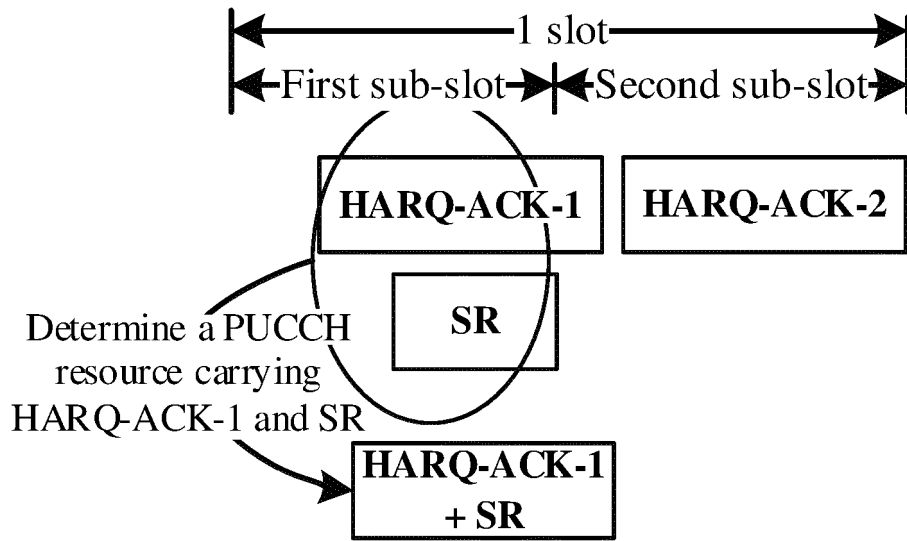 1 slot
First sub-slot
Second sub-slot
HARQ-ACK-1
HARQ-ACK-2
SR
Determine a PUCCH
resource carrying
HARQ-ACK-1 and SR
HARQ-ACK-1
+ SR